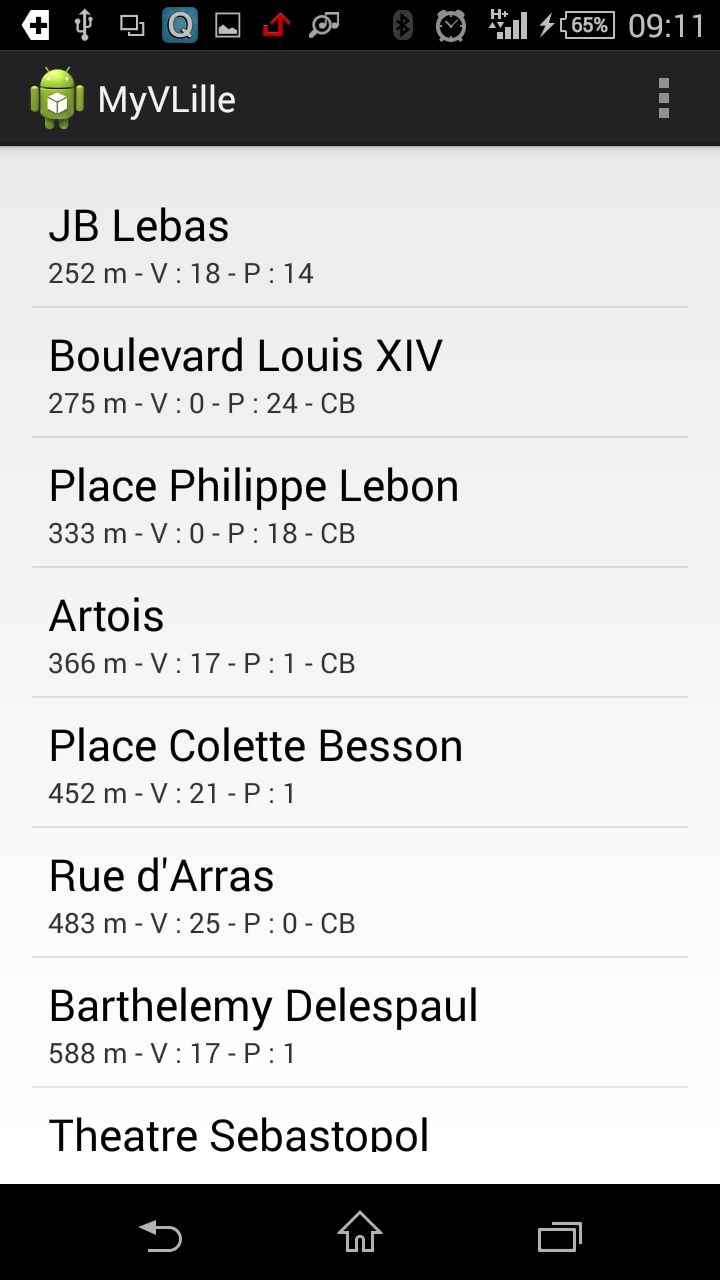 H+ 65% 09:11
MyVLille
JB Lebas
252 m - V : 18 - P : 14
Boulevard Louis XIV
275 m - V : 0 - P : 24 - CB
Place Philippe Lebon
333 m - V : 0 - P : 18 - CB
Artois
366 m - V : 17 - P : 1 - CB
Place Colette Besson
452 m - V : 21 - P : 1
Rue d'Arras
483 m - V : 25 - P : 0 - CB
Barthelemy Delespaul
588 m - V : 17 - P : 1
Theatre Sebastopol